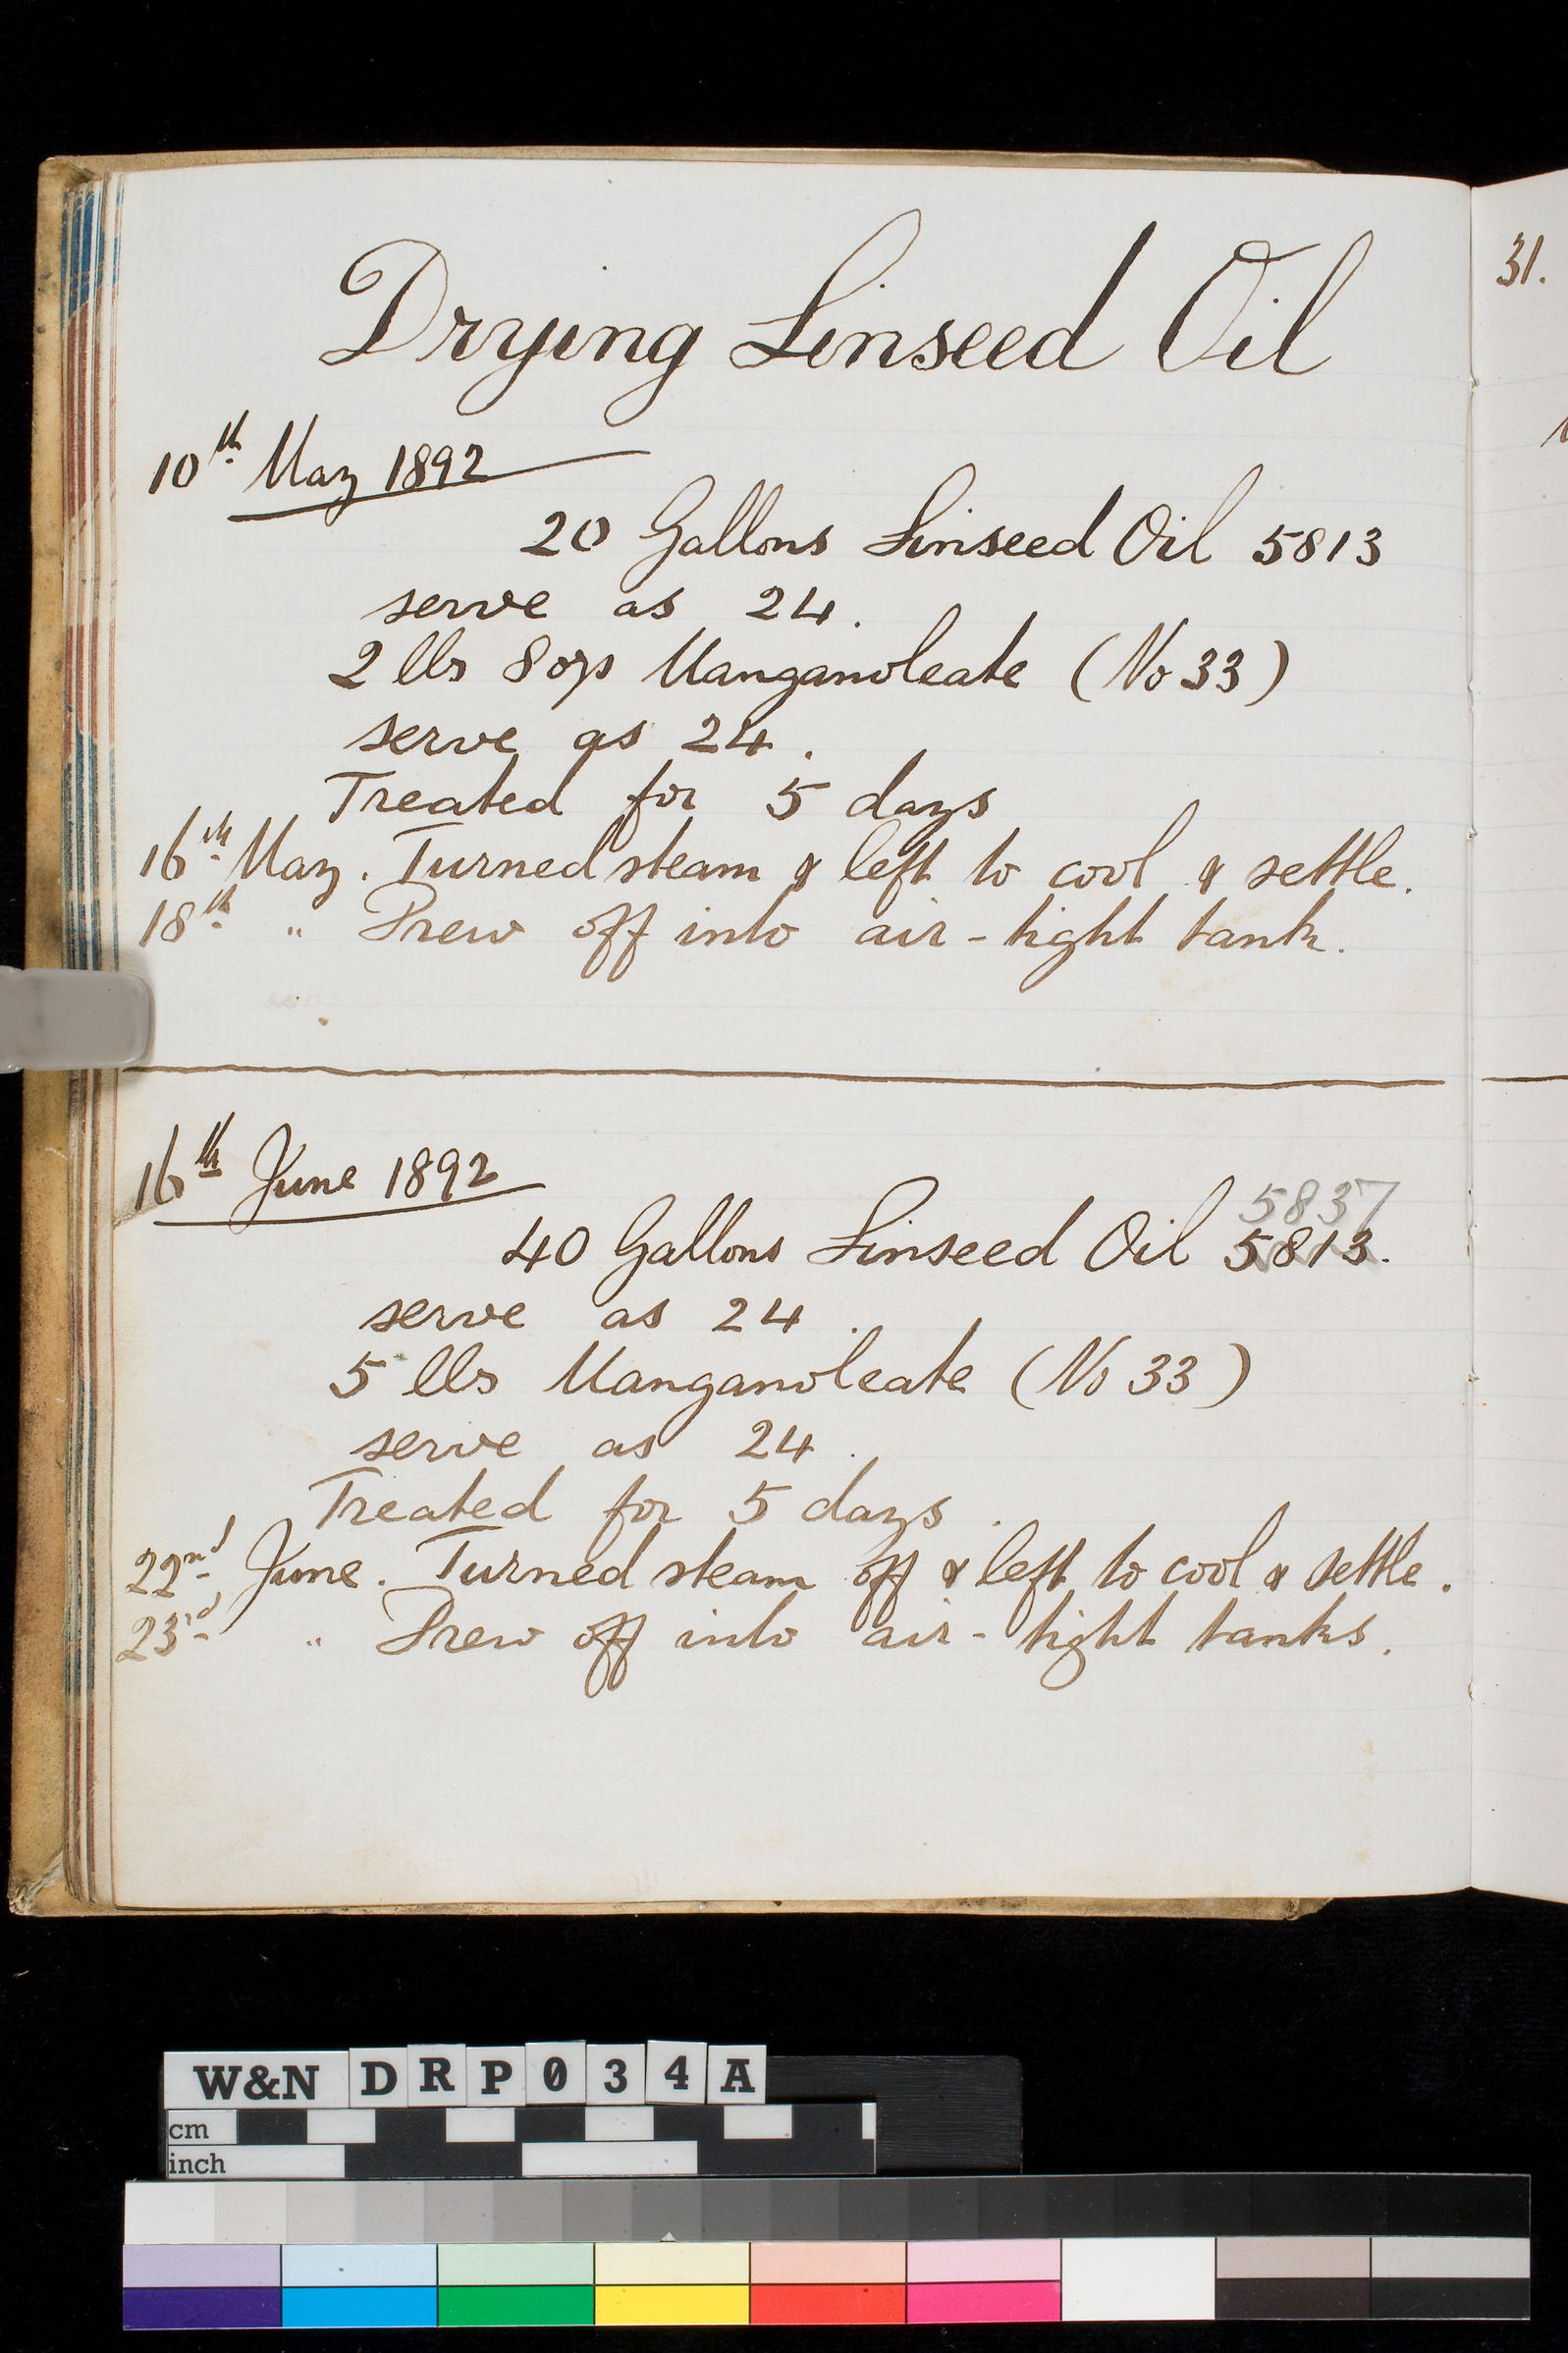 Drying Linseed Oil
31.
10th May 1892
20 Gallons Linseed Oil 5813
serve as 24.
2 lbs 8 ozs Manganoleate (No 33)
serve as 24.
Treated for 5 days
16th May. Turned steam & left to cool & settle.
18th " Drew off into air-tight tank.
16th June 1892
5837
40 Gallons Linseed Oil 5813.
serve as 24.
5 lbs Manganoleate (No 33)
serve as 24.
Treated for 5 days.
22nd June. Turned steam off & left to cool & settle.
23rd " Drew off into air-tight tanks.
W&N DRP034A
cm
inch